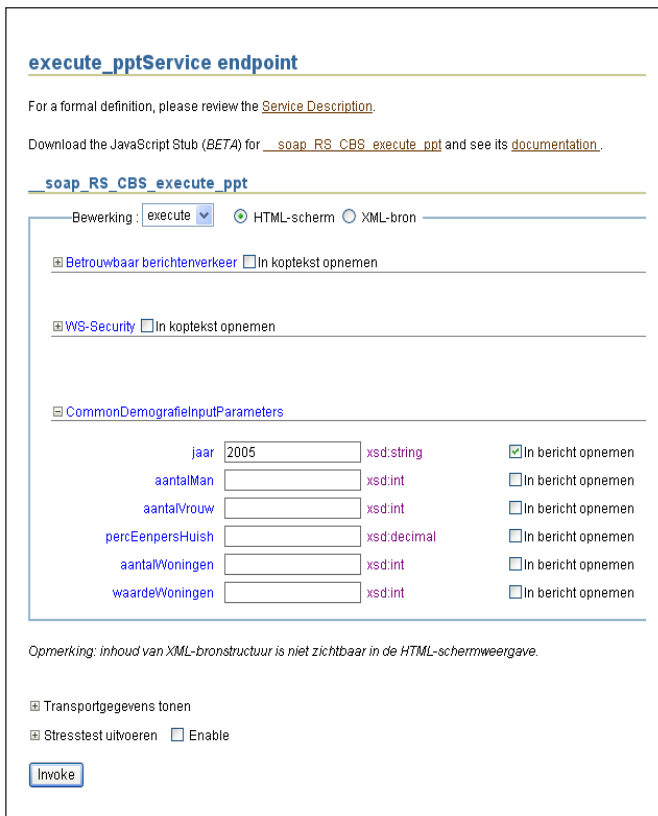 execute_pptService endpoint
For a formal definition, please review the Service Description.
Download the JavaScript Stub (BETA) for __soap_RS_CBS_execute_ppt and see its documentation .
__soap_RS_CBS_execute_ppt
Bewerking : execute HTML-scherm XML-bron
Betrouwbaar berichtenverkeer In koptekst opnemen
WS-Security In koptekst opnemen
CommonDemografieInputParameters
jaar 2005 xsd:string In bericht opnemen
aantalMan xsd:int In bericht opnemen
aantalVrouw xsd:int In bericht opnemen
percEenpersHuish xsd:decimal In bericht opnemen
aantalWoningen xsd:int In bericht opnemen
waardeWoningen xsd:int In bericht opnemen
Opmerking: inhoud van XML-bronstructuur is niet zichtbaar in de HTML-schermweergave.
Transportgegevens tonen
Stresstest uitvoeren Enable
Invoke